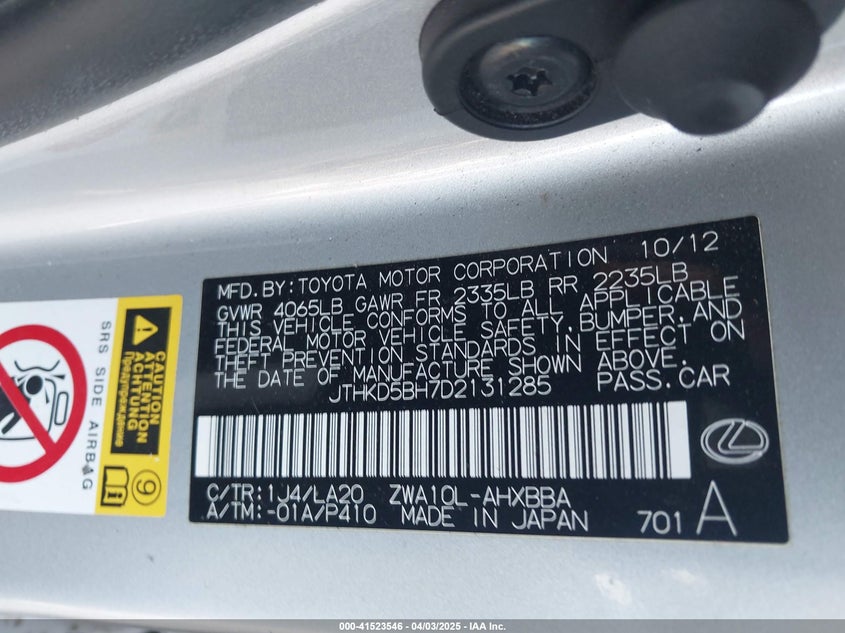 MFD.BY:TOYOTA MOTOR CORPORATION 10/12
GVWR 4065LB GAWR FR 2335LB RR 2235LB
THIS VEHICLE CONFORMS TO ALL APPLICABLE
FEDERAL MOTOR VEHICLE SAFETY,BUMPER,AND
THEFT PREVENTION STANDARDS IN EFFECT ON
THE DATE OF MANUFACTURE SHOWN ABOVE.
JTHKD5BH7D2131285 PASS.CAR
C/TR:1J4/LA20 ZWA10L-AHXBBA
A/TM:-01A/P410 MADE IN JAPAN 701 A
SRS SIDE AIRBAG
CAUTION
ATTENTION
ACHTUNG
Предупреждение
9
000-41523546 - 04/03/2025 - IAA Inc.